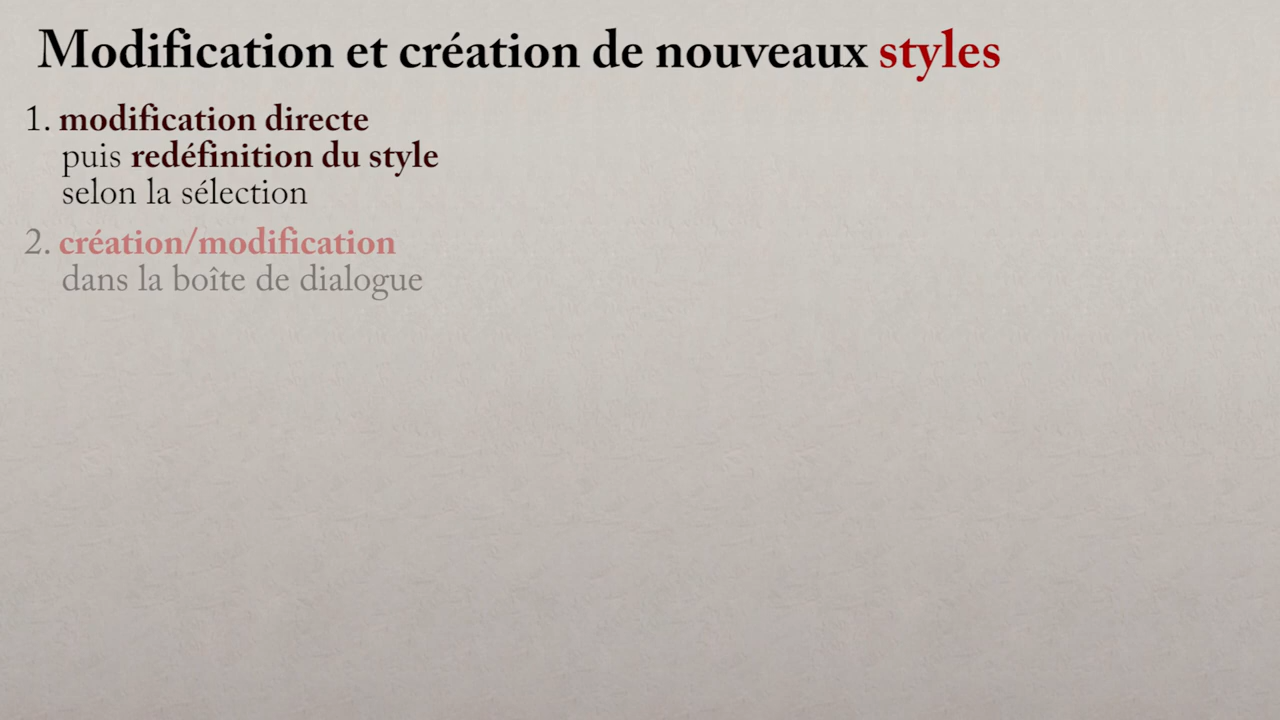 Modification et création de nouveaux styles
1. modification directe
puis redéfinition du style
selon la sélection
2. création/modification
dans la boîte de dialogue